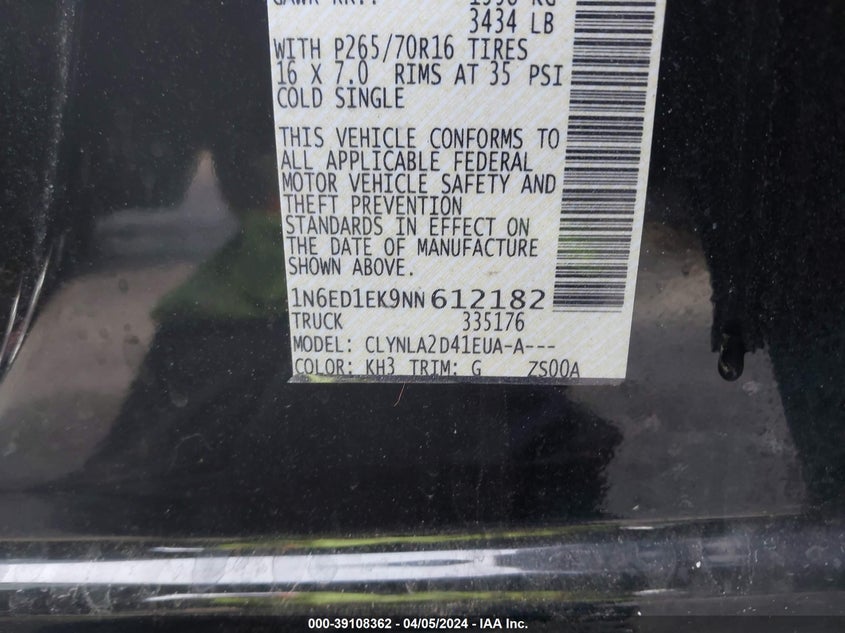 3434 LB
WITH P265/70R16 TIRES
16 X 7.0 RIMS AT 35 PSI
COLD SINGLE
THIS VEHICLE CONFORMS TO
ALL APPLICABLE FEDERAL
MOTOR VEHICLE SAFETY AND
THEFT PREVENTION
STANDARDS IN EFFECT ON
THE DATE OF MANUFACTURE
SHOWN ABOVE.
1N6ED1EK9NN612182
TRUCK 335176
MODEL: CLYNLA2D41EUA-A---
COLOR: KH3 TRIM: G ZS00A
000-39108362 - 04/05/2024 - IAA Inc.